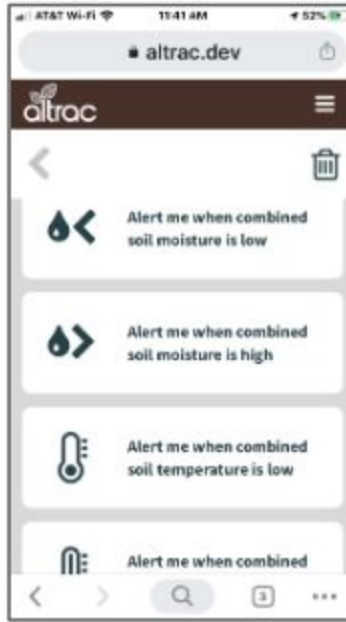 AT&T Wi-Fi 11:41 AM 52%
altrac.dev
altrac
Alert me when combined
soil moisture is low
Alert me when combined
soil moisture is high
Alert me when combined
soil temperature is low
Alert me when combined
3